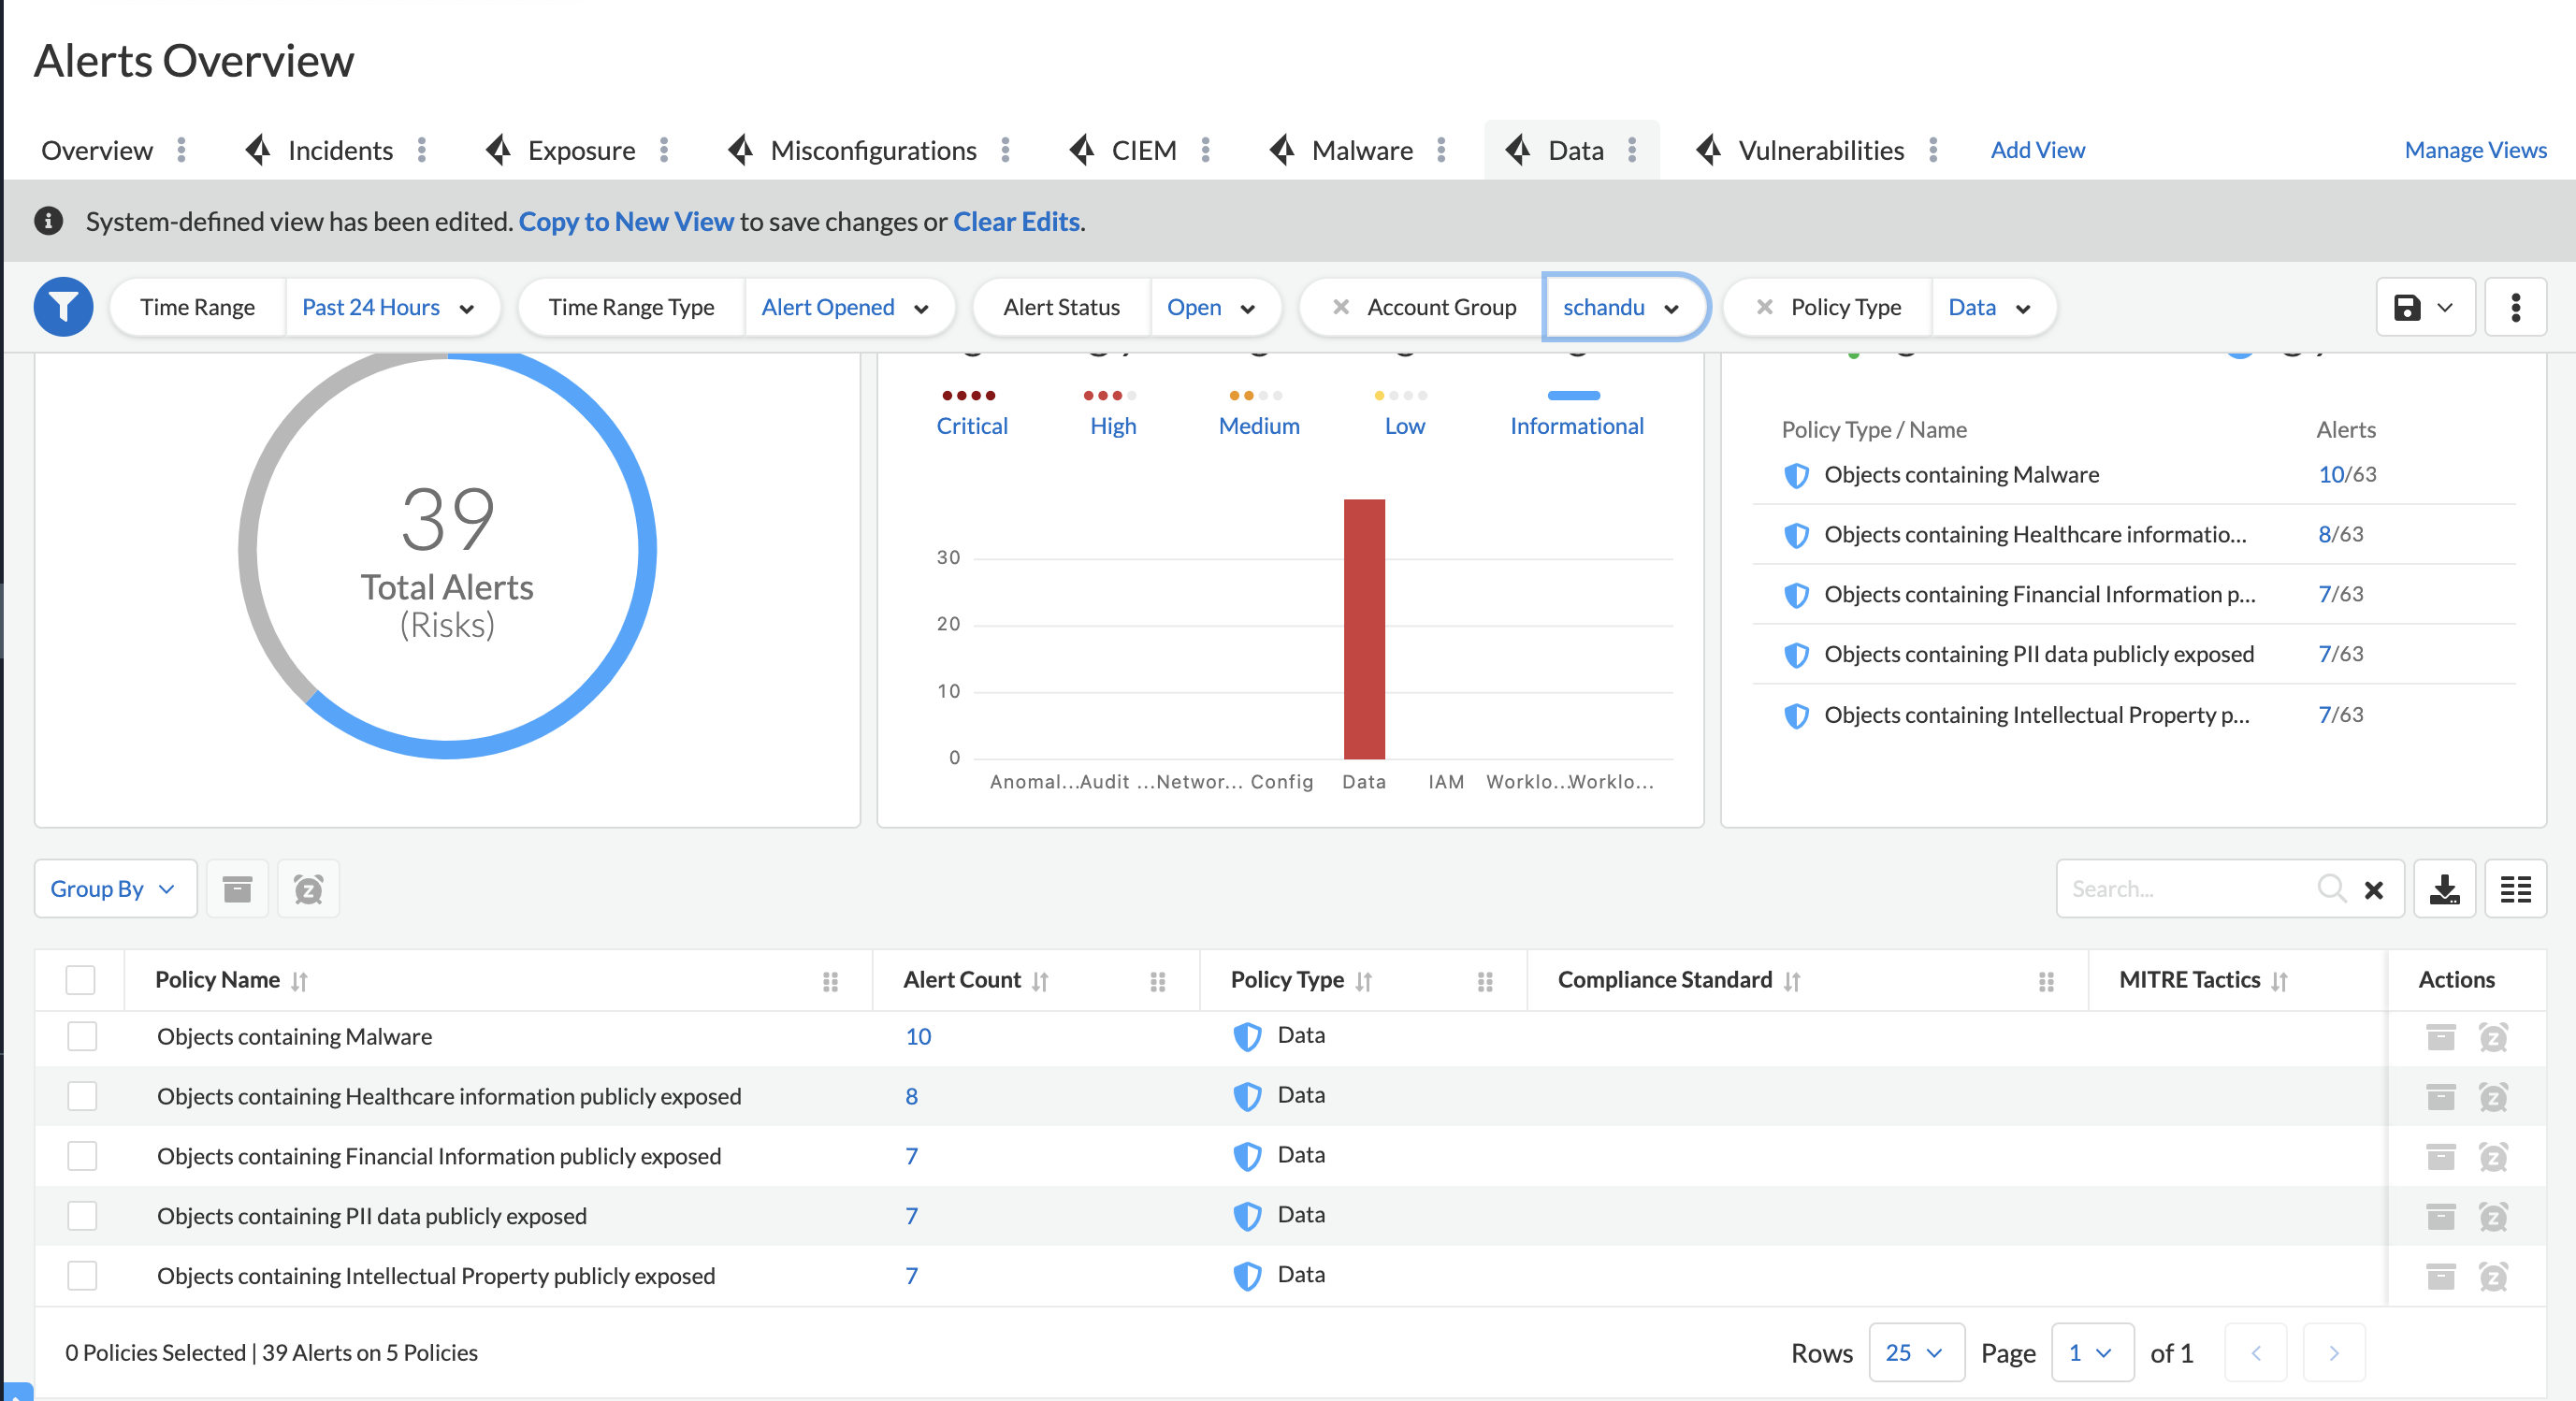 Alerts Overview
Overview Incidents Exposure Misconfigurations CIEM Malware Data Vulnerabilities Add View Manage Views
System-defined view has been edited. Copy to New View to save changes or Clear Edits.
Time Range Past 24 Hours Time Range Type Alert Opened Alert Status Open Account Group schandu Policy Type Data
39
Total Alerts
(Risks)
Critical High Medium Low Informational
30
20
10
0
Anomal... Audit ... Networ... Config Data IAM Worklo... Worklo...
Policy Type / Name Alerts
Objects containing Malware 10/63
Objects containing Healthcare informatio... 8/63
Objects containing Financial Information p... 7/63
Objects containing PII data publicly exposed 7/63
Objects containing Intellectual Property p... 7/63
Group By Search...
Policy Name Alert Count Policy Type Compliance Standard MITRE Tactics Actions
Objects containing Malware 10 Data
Objects containing Healthcare information publicly exposed 8 Data
Objects containing Financial Information publicly exposed 7 Data
Objects containing PII data publicly exposed 7 Data
Objects containing Intellectual Property publicly exposed 7 Data
0 Policies Selected | 39 Alerts on 5 Policies Rows 25 Page 1 of 1